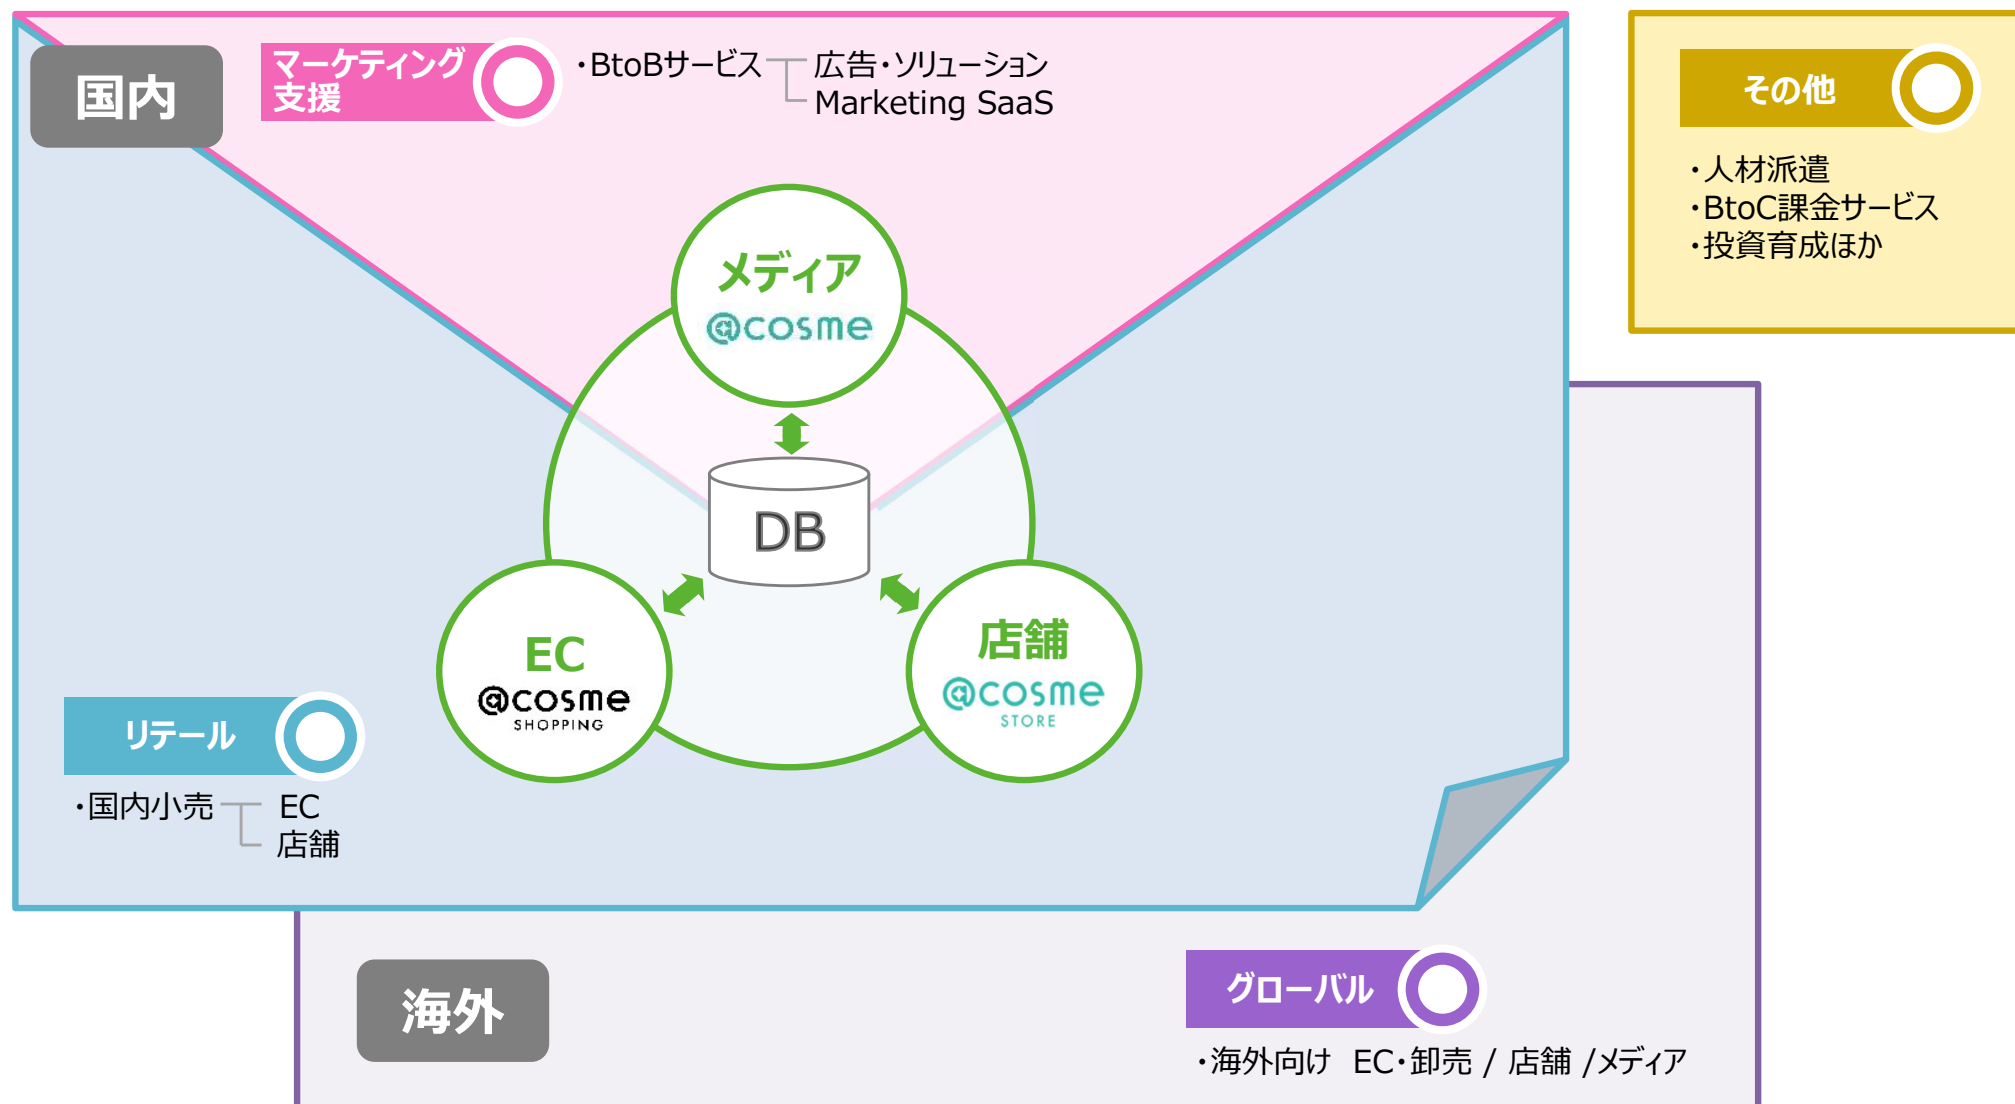 国内
マーケティング
支援
・BtoBサービス
広告・ソリューション
Marketing SaaS
その他
・人材派遣
・BtoC課金サービス
・投資育成ほか
メディア
@cosme
DB
EC
@cosme
SHOPPING
店舗
@cosme
STORE
リテール
・国内小売
EC
店舗
海外
グローバル
・海外向け EC・卸売 / 店舗 /メディア